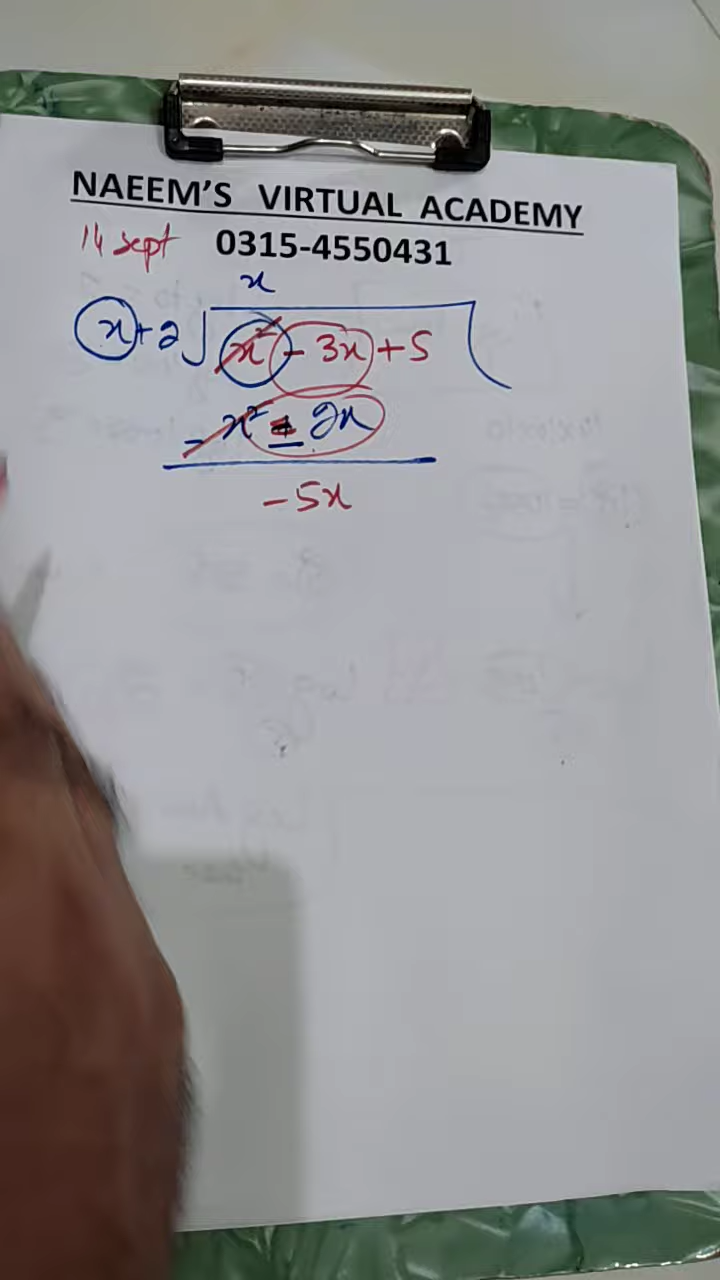 NAEEM'S VIRTUAL ACADEMY
14 sept 0315-4550431
x
x+2 √ x² - 3x + 5
- x² ± 2x
- 5x